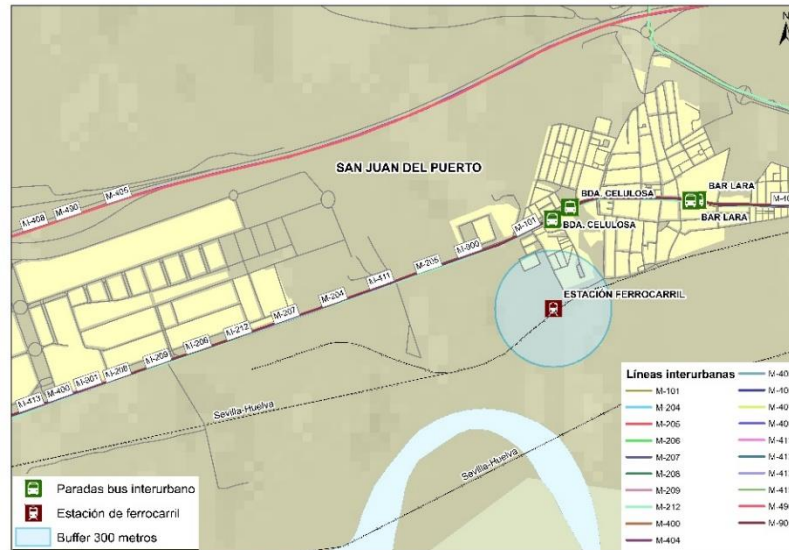 N
SAN JUAN DEL PUERTO
M-408 M-490 M-405
BDA. CELULOSA
BAR LARA
BDA. CELULOSA
BAR LARA
M-413 M-400 M-901 M-208 M-209 M-206 M-212 M-207 M-204 M-411 M-205 M-900 M-101
ESTACIÓN FERROCARRIL
Sevilla-Huelva
Sevilla-Huelva
Paradas bus interurbano
Estación de ferrocarril
Buffer 300 metros
Líneas interurbanas
M-101
M-204
M-205
M-206
M-207
M-208
M-209
M-212
M-400
M-404